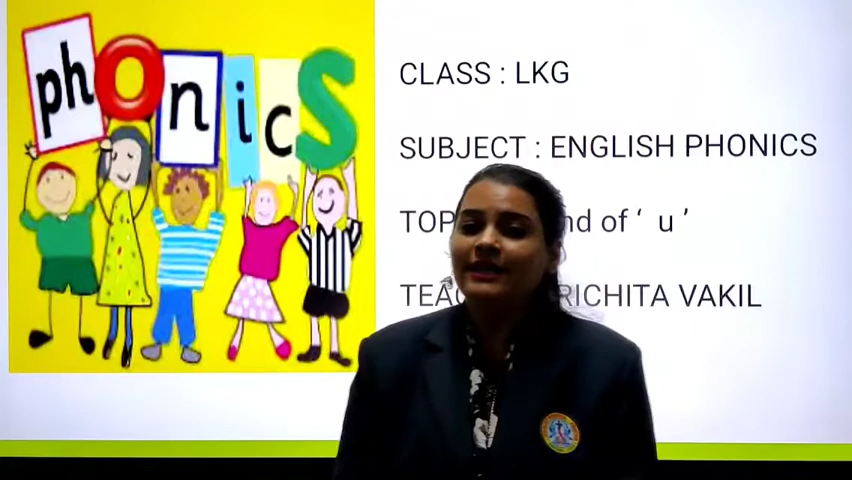 phonics
CLASS : LKG
SUBJECT : ENGLISH PHONICS
TOP nd of ‘ u ’
TEA RICHITA VAKIL